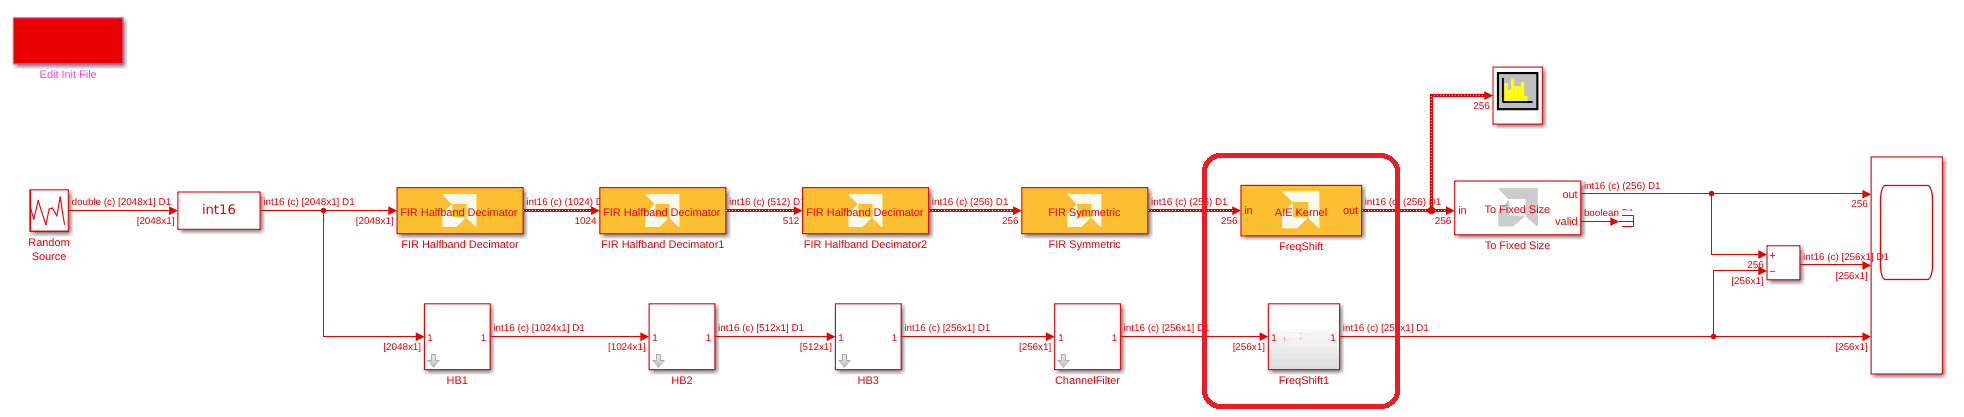 Edit Init File
256
double (c) [2048x1] D1
[2048x1]
Random
Source
int16
int16 (c) [2048x1] D1
[2048x1]
FIR Halfband Decimator
FIR Halfband Decimator
int16 (c) (1024)
1024
FIR Halfband Decimator
FIR Halfband Decimator1
int16 (c) (512) D1
512
FIR Halfband Decimator
FIR Halfband Decimator2
int16 (c) (256) D1
256
FIR Symmetric
FIR Symmetric
int16 (c) (256) D1
256
in
AIE Kernel
out
FreqShift
int16 (c) (256) D1
256
in
To Fixed Size
out
valid
To Fixed Size
int16 (c) (256) D1
256
boolean
+
256
−
[256x1]
int16 (c) [256x1] D1
[256x1]
[2048x1]
1
1
HB1
int16 (c) [1024x1] D1
[1024x1]
1
1
HB2
int16 (c) [512x1] D1
[512x1]
1
1
HB3
int16 (c) [256x1] D1
[256x1]
1
1
ChannelFilter
int16 (c) [256x1] D1
[256x1]
1
1
FreqShift1
int16 (c) [256x1] D1
[256x1]